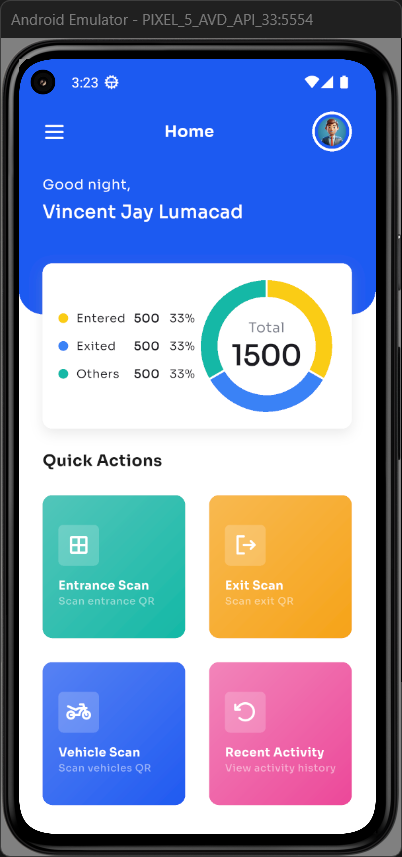 Android Emulator - PIXEL_5_AVD_API_33:5554
3:23
Home
Good night,
Vincent Jay Lumacad
Entered 500 33%
Exited 500 33%
Others 500 33%
Total
1500
Quick Actions
Entrance Scan
Scan entrance QR
Exit Scan
Scan exit QR
Vehicle Scan
Scan vehicles QR
Recent Activity
View activity history